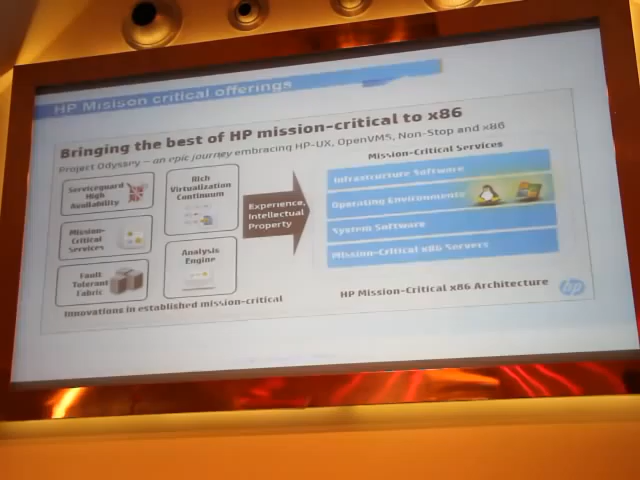 HP Misison critical offerings
Bringing the best of HP mission-critical to x86
Project Odyssey – an epic journey embracing HP-UX, OpenVMS, Non-Stop and x86
Serviceguard
High
Availability
Rich
Virtualization
Continuum
Mission-
Critical
Services
Analysis
Engine
Fault
Tolerant
Fabric
Innovations in established mission-critical
Experience,
Intellectual
Property
Mission-Critical Services
Infrastructure Software
Operating Environments
System Software
Mission-Critical x86 Servers
HP Mission-Critical x86 Architecture
hp